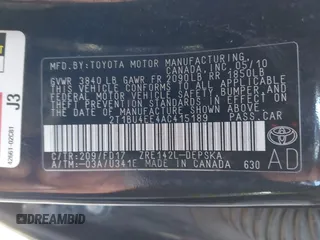 MFD.BY:TOYOTA MOTOR MANUFACTURING
CANADA, INC. 05/10
GVWR 3840 LB GAWR FR 2090LB RR 1850LB
THIS VEHICLE CONFORMS TO ALL APPLICABLE
FEDERAL MOTOR VEHICLE SAFETY, BUMPER, AND
THEFT PREVENTION STANDARDS IN EFFECT ON
THE DATE OF MANUFACTURE SHOWN ABOVE.
2T1BU4EE4AC415189
PASS.CAR
C/TR:209/FD17 ZRE142L-DEPSKA
A/TM:-03A/U341E MADE IN CANADA 630
AD
J3
42661-02C81
DREAMBID